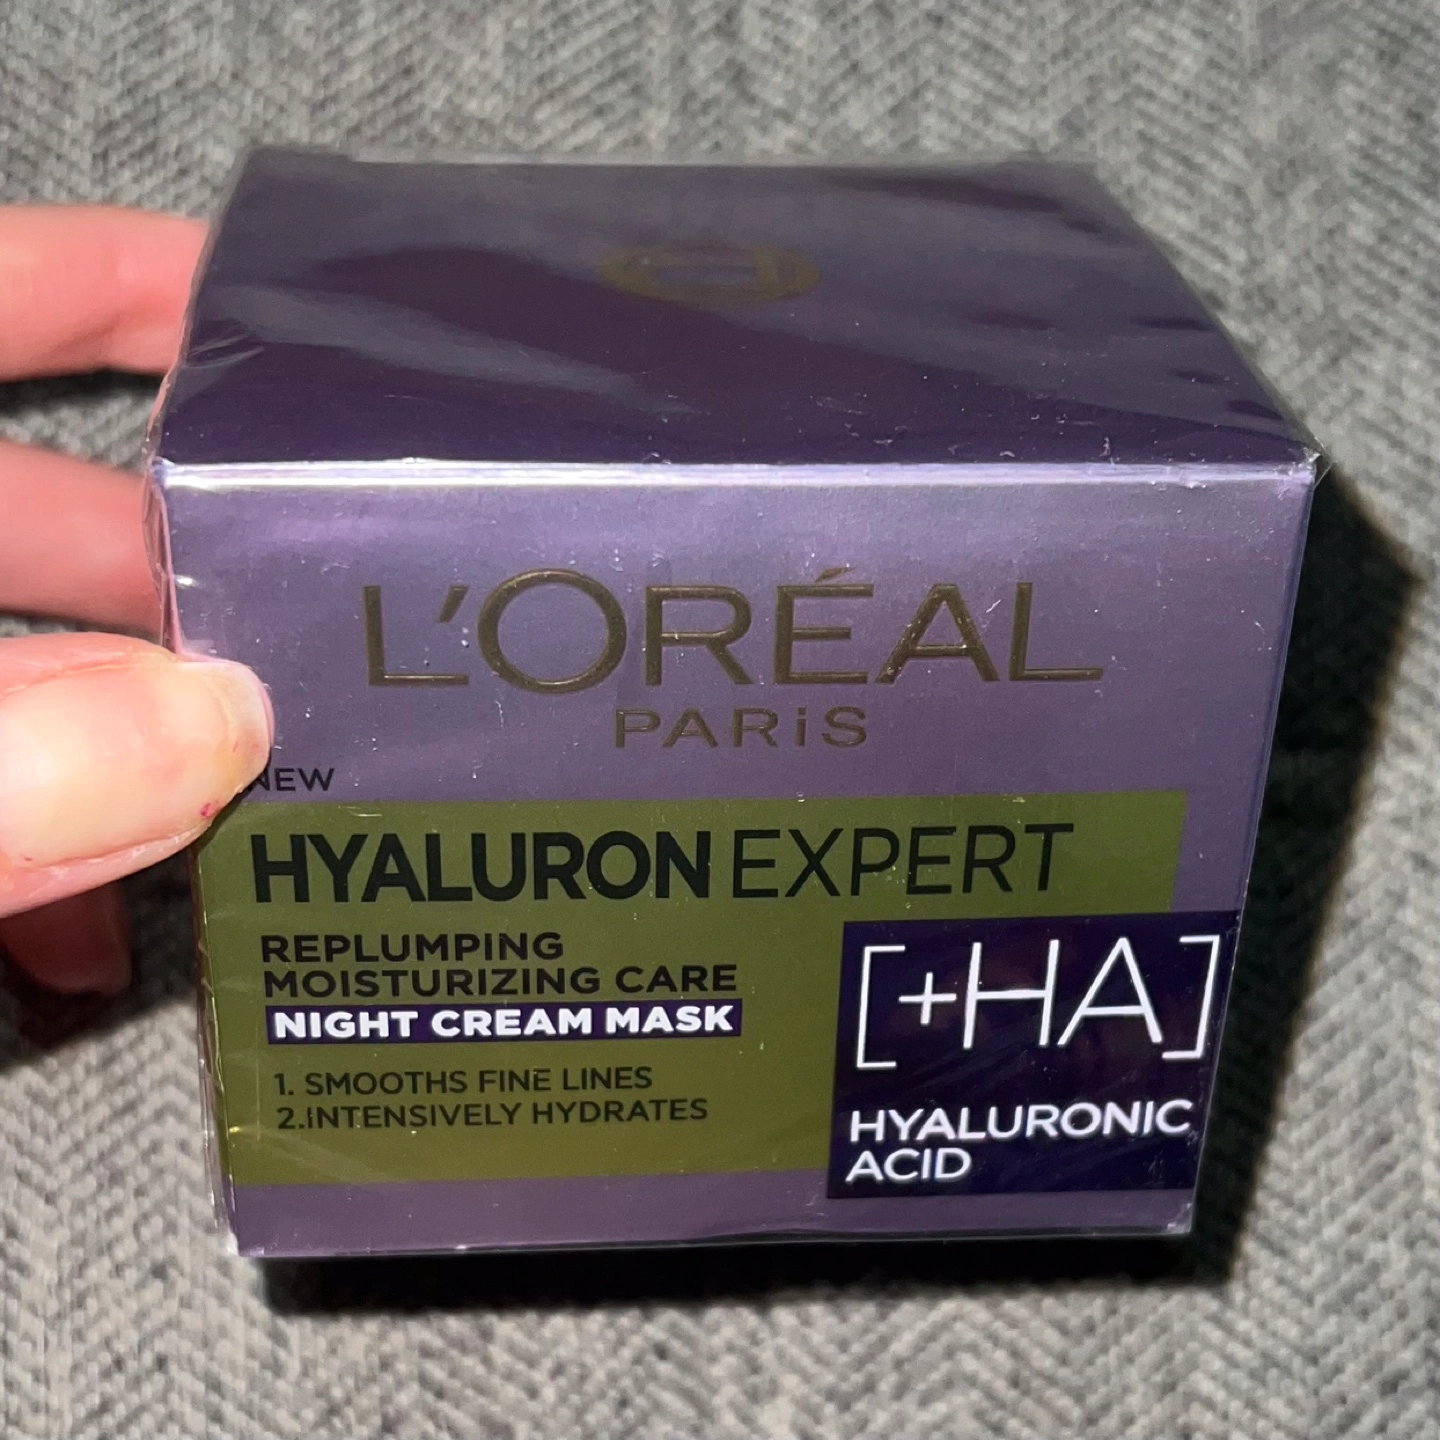 L'ORÉAL
PARiS
NEW
HYALURON EXPERT
REPLUMPING
MOISTURIZING CARE
NIGHT CREAM MASK
1. SMOOTHS FINE LINES
2.INTENSIVELY HYDRATES
[+HA]
HYALURONIC
ACID